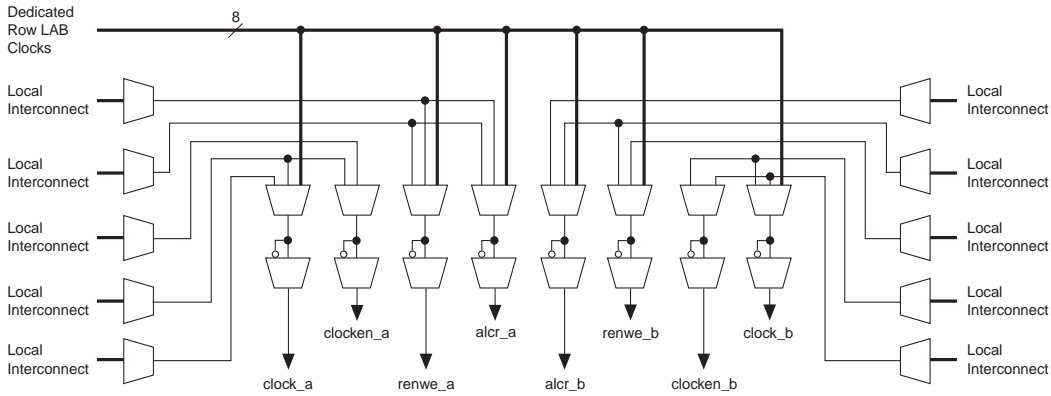 Dedicated
Row LAB
Clocks
8
Local
Interconnect
Local
Interconnect
Local
Interconnect
Local
Interconnect
Local
Interconnect
Local
Interconnect
Local
Interconnect
Local
Interconnect
Local
Interconnect
Local
Interconnect
clocken_a
alcr_a
renwe_b
clock_b
clock_a
renwe_a
alcr_b
clocken_b